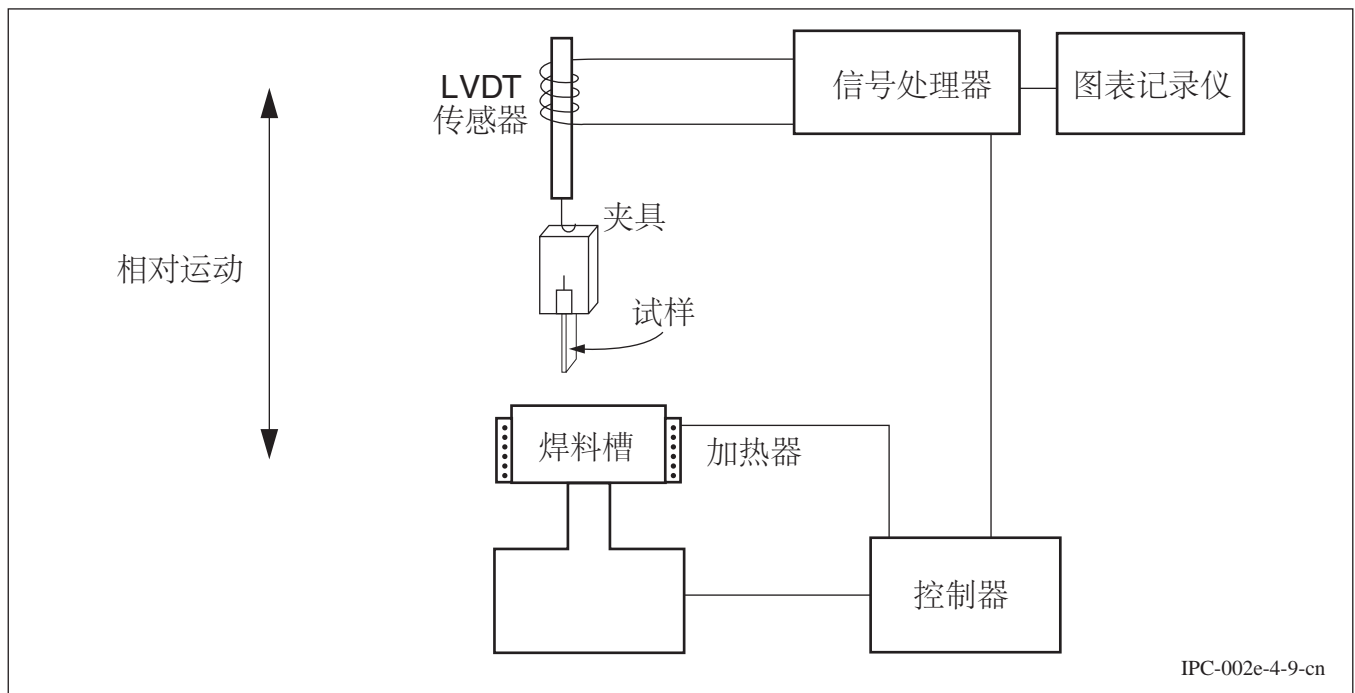 LVDT
传感器
信号处理器
图表记录仪
夹具
相对运动
试样
焊料槽
加热器
控制器
IPC-002e-4-9-cn